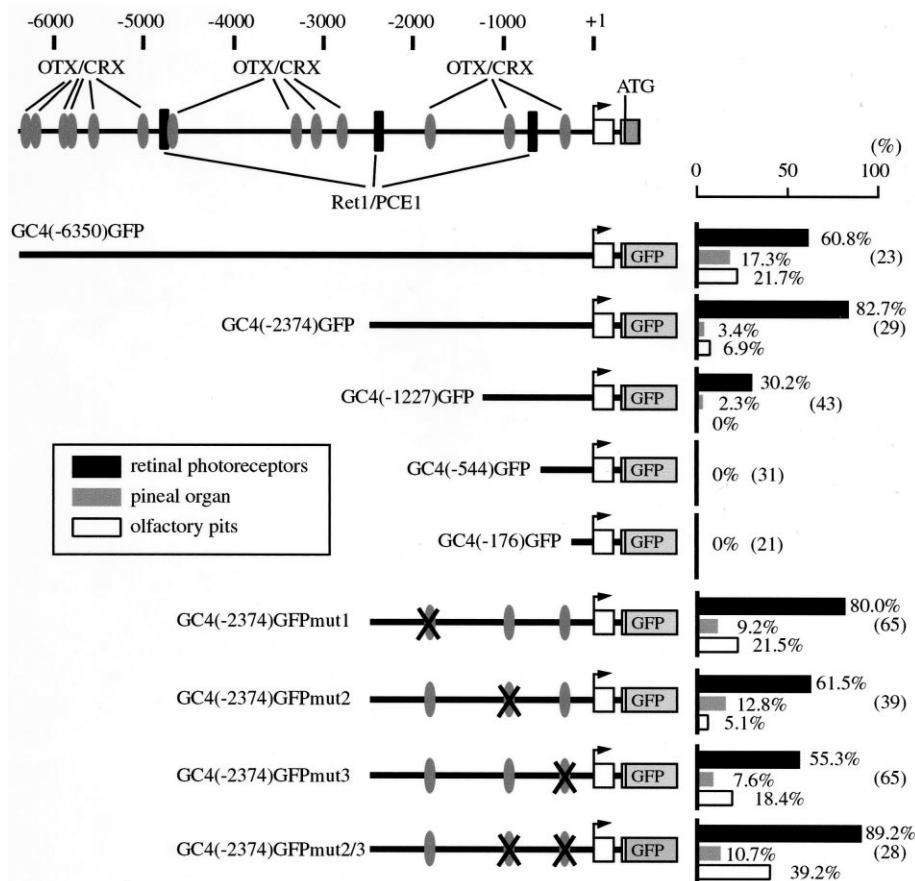 -6000 -5000 -4000 -3000 -2000 -1000 +1
OTX/CRX OTX/CRX OTX/CRX
ATG
Ret1/PCE1
(%)
0 50 100
GC4(-6350)GFP
GFP
60.8%
17.3%
21.7%
(23)
GC4(-2374)GFP
GFP
82.7%
3.4%
6.9%
(29)
GC4(-1227)GFP
GFP
30.2%
2.3%
0%
(43)
GC4(-544)GFP
GFP
0% (31)
GC4(-176)GFP
GFP
0% (21)
retinal photoreceptors
pineal organ
olfactory pits
GC4(-2374)GFPmut1
GFP
80.0%
9.2%
21.5%
(65)
GC4(-2374)GFPmut2
GFP
61.5%
12.8%
5.1%
(39)
GC4(-2374)GFPmut3
GFP
55.3%
7.6%
18.4%
(65)
GC4(-2374)GFPmut2/3
GFP
89.2%
10.7%
39.2%
(28)